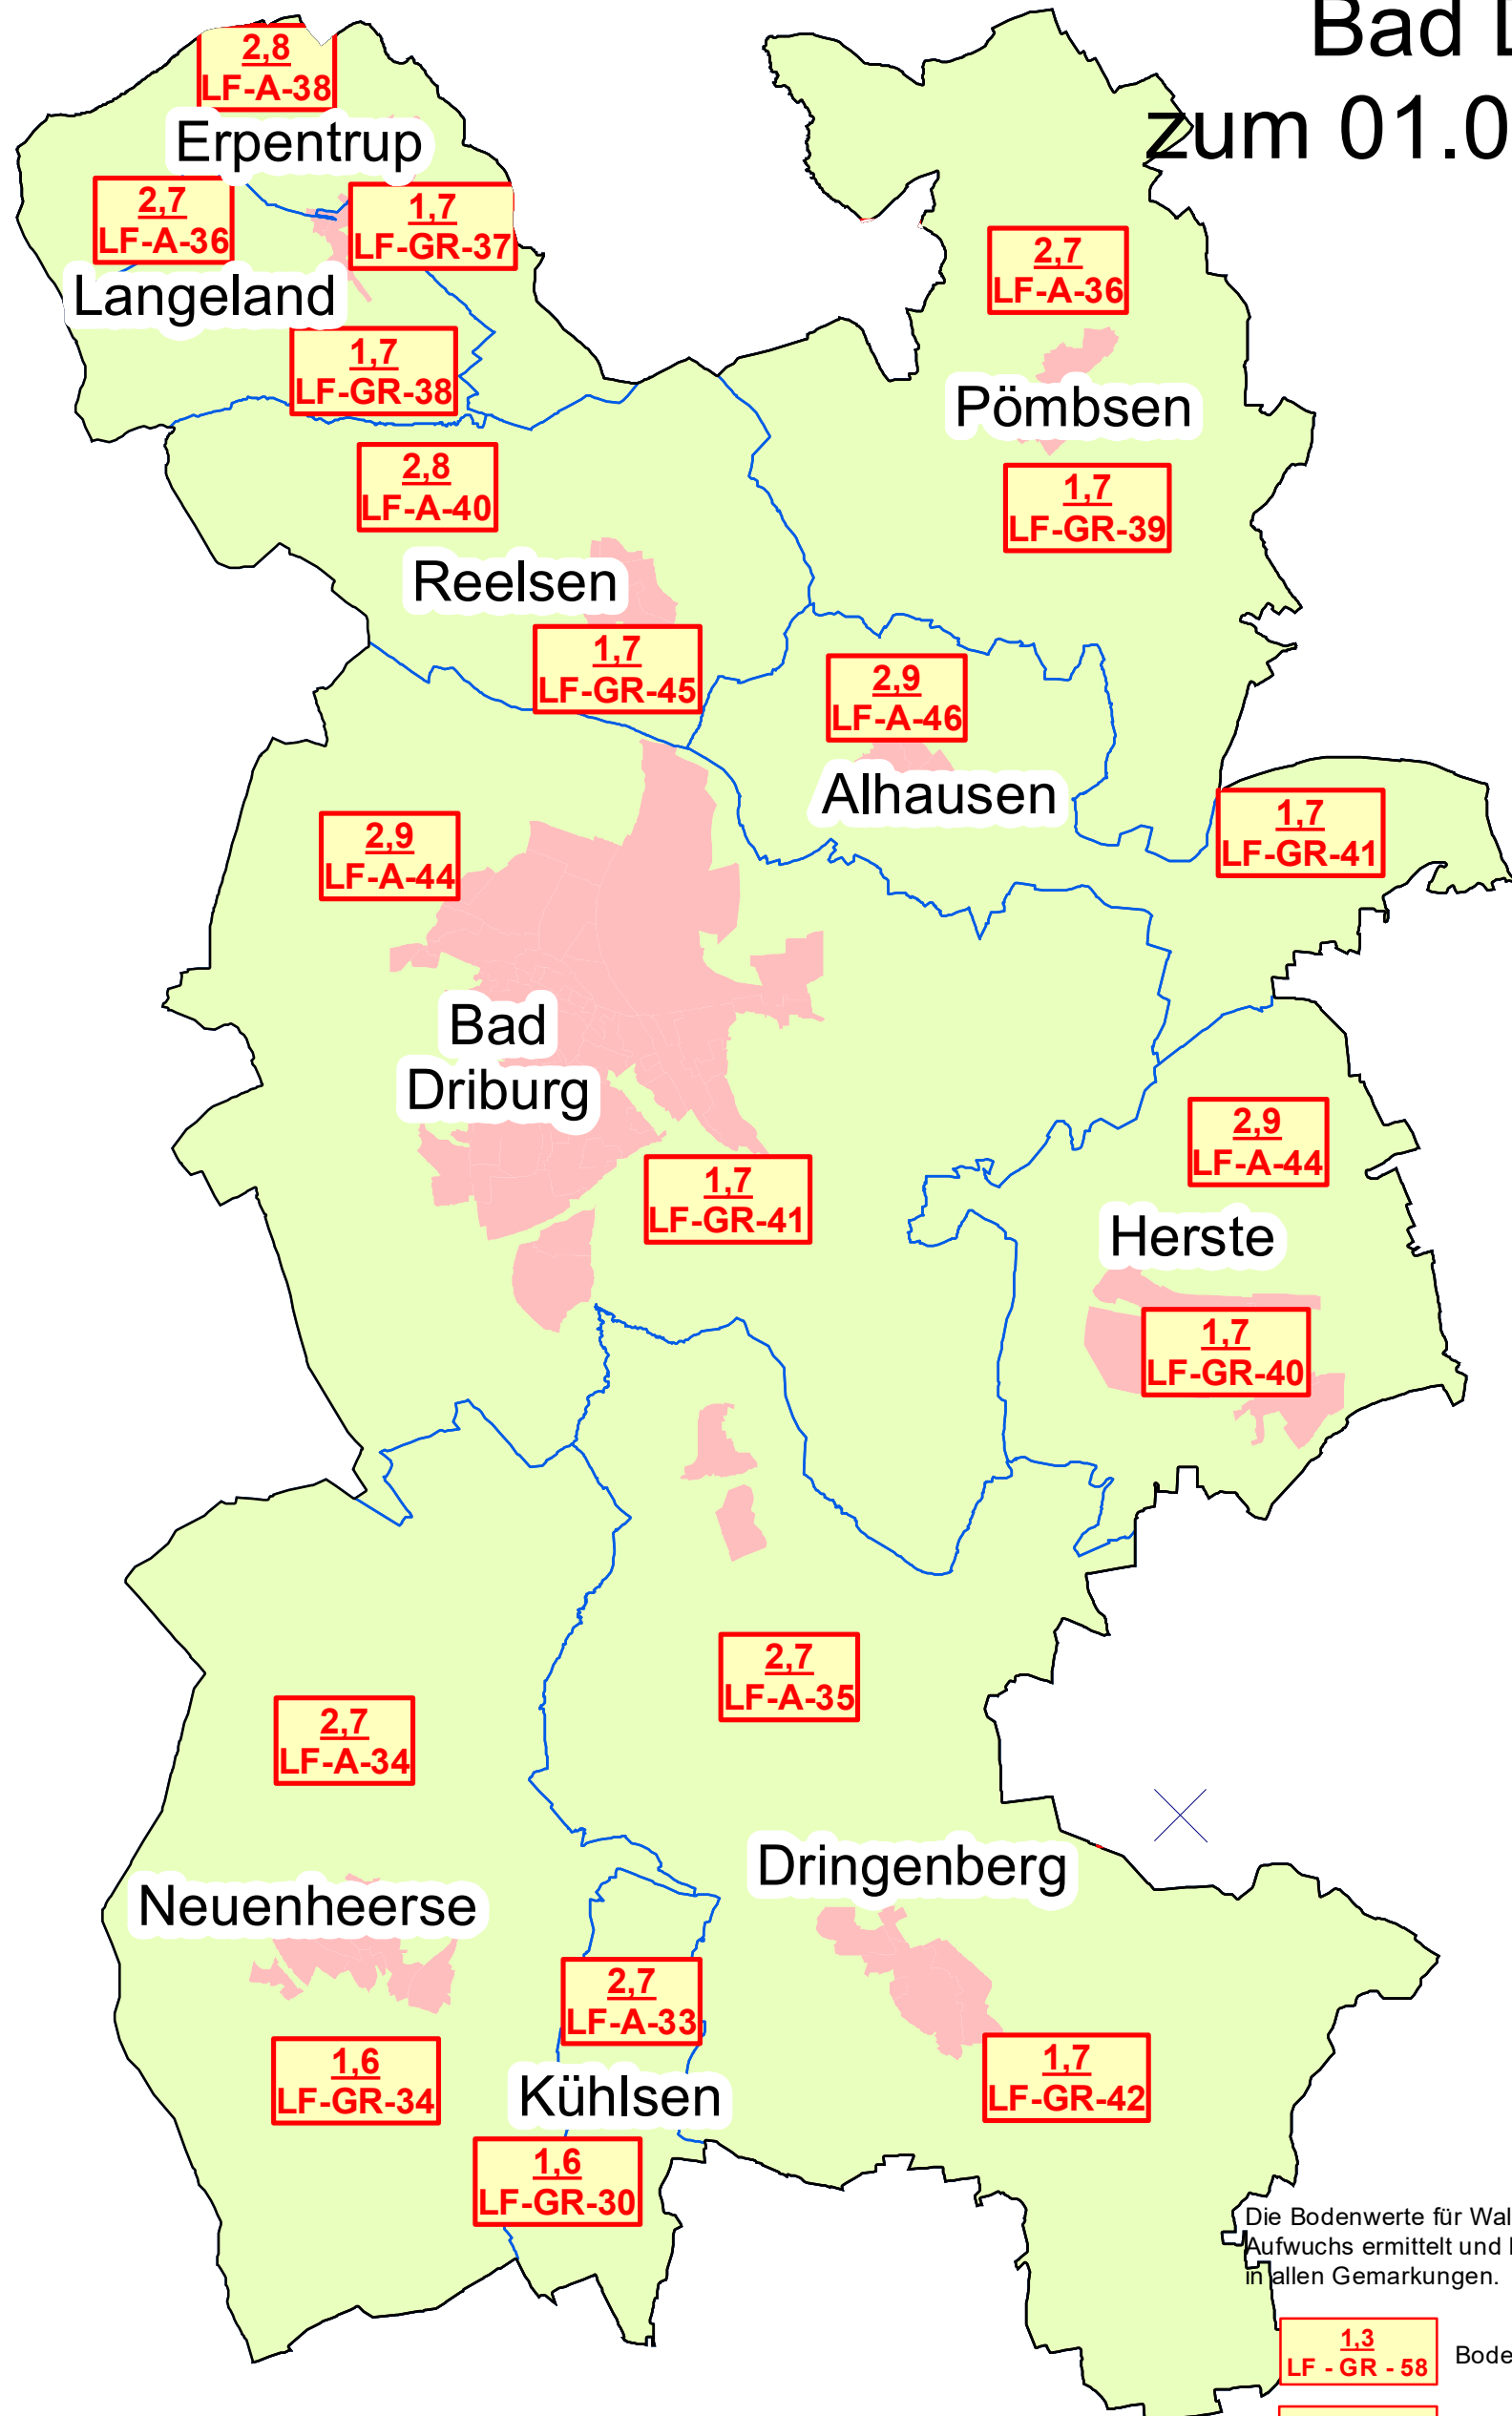 Bad
zum 01.0
2,8
LF-A-38
Erpentrup
2,7
LF-A-36
1,7
LF-GR-37
Langeland
2,7
LF-A-36
1,7
LF-GR-38
Pömbsen
2,8
LF-A-40
1,7
LF-GR-39
Reelsen
1,7
LF-GR-45
2,9
LF-A-46
Alhausen
1,7
LF-GR-41
2,9
LF-A-44
Bad
Driburg
2,9
LF-A-44
1,7
LF-GR-41
Herste
1,7
LF-GR-40
2,7
LF-A-35
2,7
LF-A-34
Dringenberg
Neuenheerse
2,7
LF-A-33
1,6
LF-GR-34
Kühlsen
1,7
LF-GR-42
1,6
LF-GR-30
Die Bodenwerte für Wal
Aufwuchs ermittelt und
in allen Gemarkungen.
1,3
LF - GR - 58
Bode